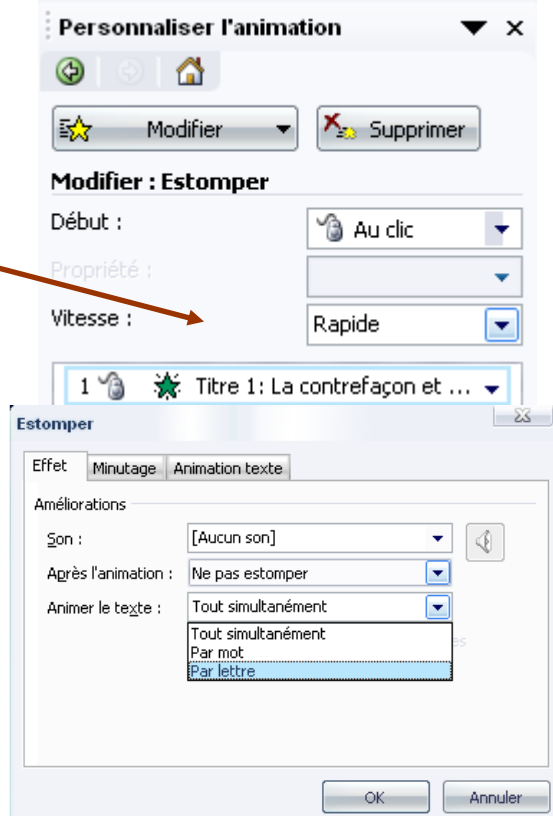 Personnaliser l'animation
Modifier
Supprimer
Modifier : Estomper
Début :
Au clic
Propriété :
Vitesse :
Rapide
1 Titre 1: La contrefaçon et ...
Estomper
Effet Minutage Animation texte
Améliorations
Son : [Aucun son]
Après l'animation : Ne pas estomper
Animer le texte : Tout simultanément
Tout simultanément
Par mot
es
Par lettre
OK Annuler